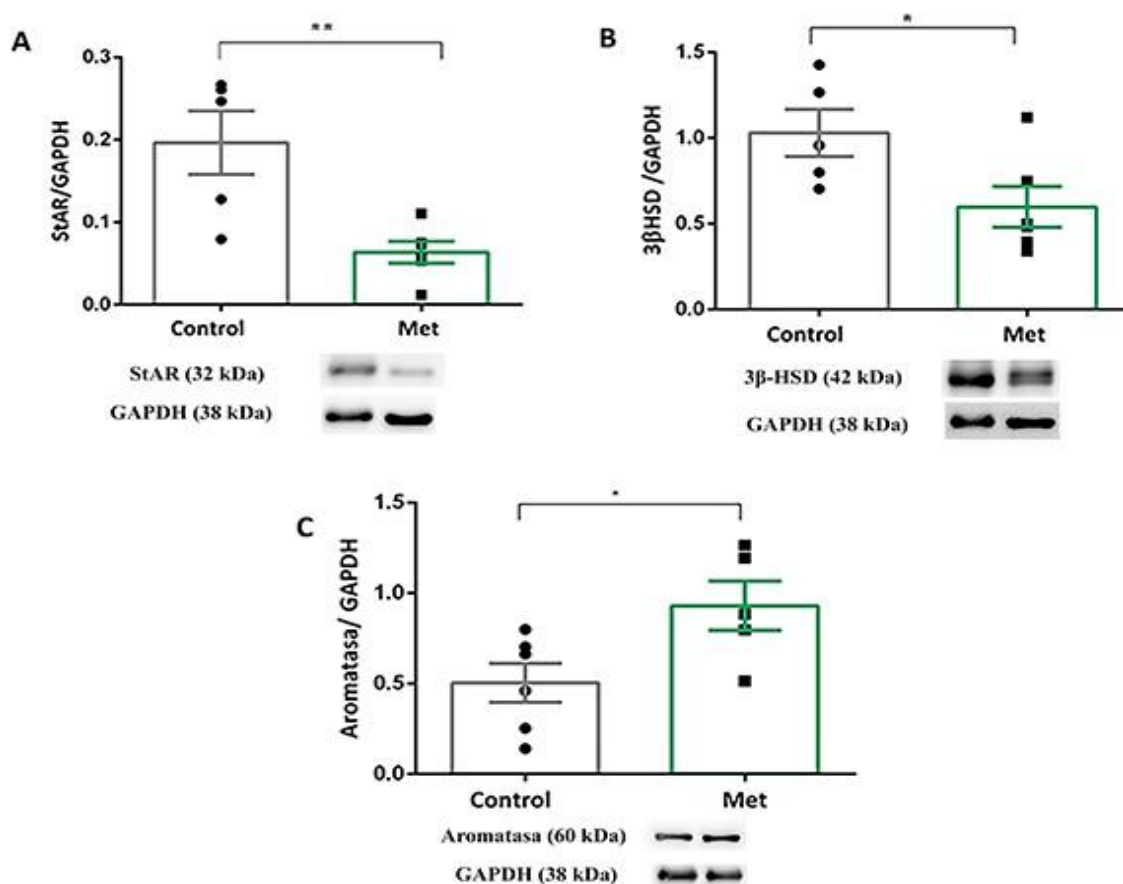 A
**
StAR/GAPDH
0.3
0.2
0.1
0.0
Control Met
StAR (32 kDa)
GAPDH (38 kDa)
B
*
3βHSD /GAPDH
1.5
1.0
0.5
0.0
Control Met
3β-HSD (42 kDa)
GAPDH (38 kDa)
C
*
Aromatasa/ GAPDH
1.5
1.0
0.5
0.0
Control Met
Aromatasa (60 kDa)
GAPDH (38 kDa)